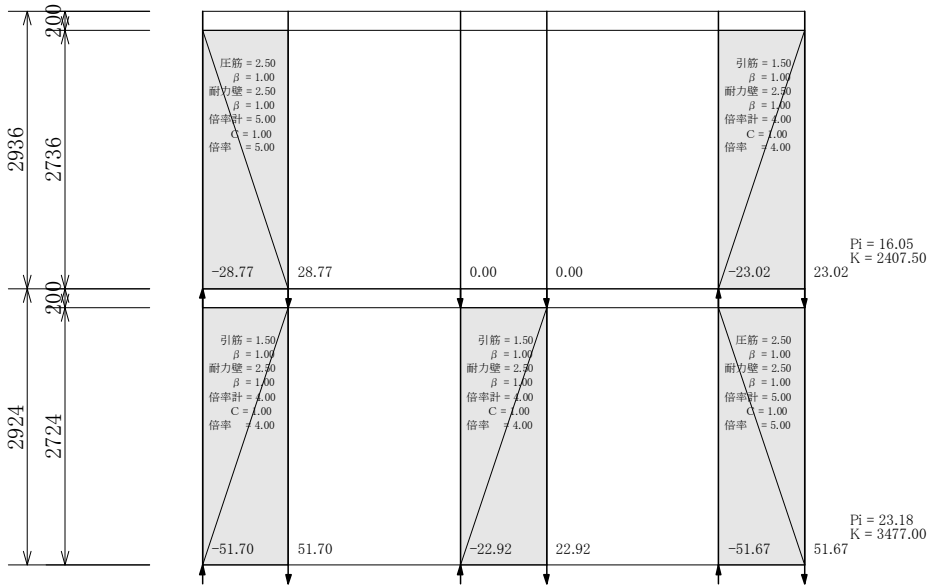 200
2936
2736
圧筋 = 2.50
β = 1.00
耐力壁 = 2.50
β = 1.00
倍率計 = 5.00
C = 1.00
倍率 = 5.00
引筋 = 1.50
β = 1.00
耐力壁 = 2.50
β = 1.00
倍率計 = 4.00
C = 1.00
倍率 = 4.00
−28.77
28.77
0.00
0.00
−23.02
23.02
Pi = 16.05
K = 2407.50
200
2924
2724
引筋 = 1.50
β = 1.00
耐力壁 = 2.50
β = 1.00
倍率計 = 4.00
C = 1.00
倍率 = 4.00
引筋 = 1.50
β = 1.00
耐力壁 = 2.50
β = 1.00
倍率計 = 4.00
C = 1.00
倍率 = 4.00
圧筋 = 2.50
β = 1.00
耐力壁 = 2.50
β = 1.00
倍率計 = 5.00
C = 1.00
倍率 = 5.00
−51.70
51.70
−22.92
22.92
−51.67
51.67
Pi = 23.18
K = 3477.00